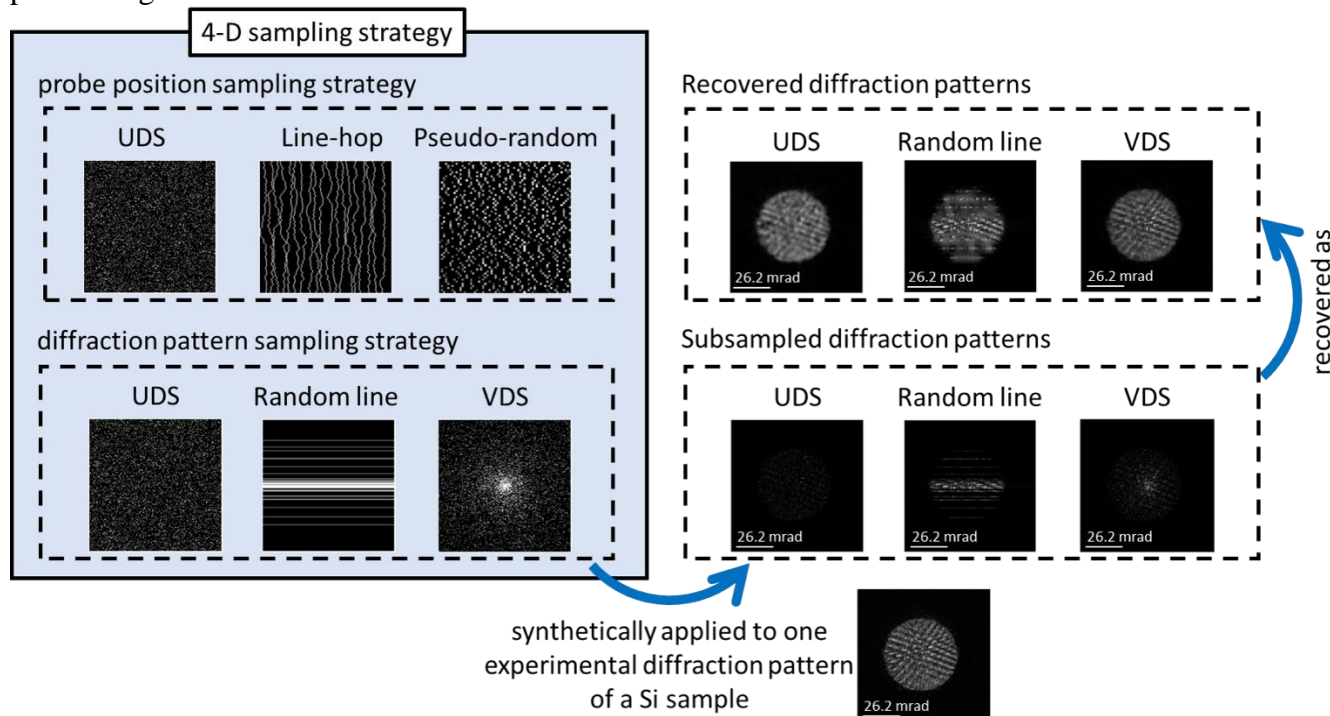 4-D sampling strategy
probe position sampling strategy
UDS
Line-hop
Pseudo-random
diffraction pattern sampling strategy
UDS
Random line
VDS
Recovered diffraction patterns
UDS
Random line
VDS
26.2 mrad
26.2 mrad
26.2 mrad
recovered as
Subsampled diffraction patterns
UDS
Random line
VDS
26.2 mrad
26.2 mrad
26.2 mrad
synthetically applied to one
experimental diffraction pattern
of a Si sample
26.2 mrad